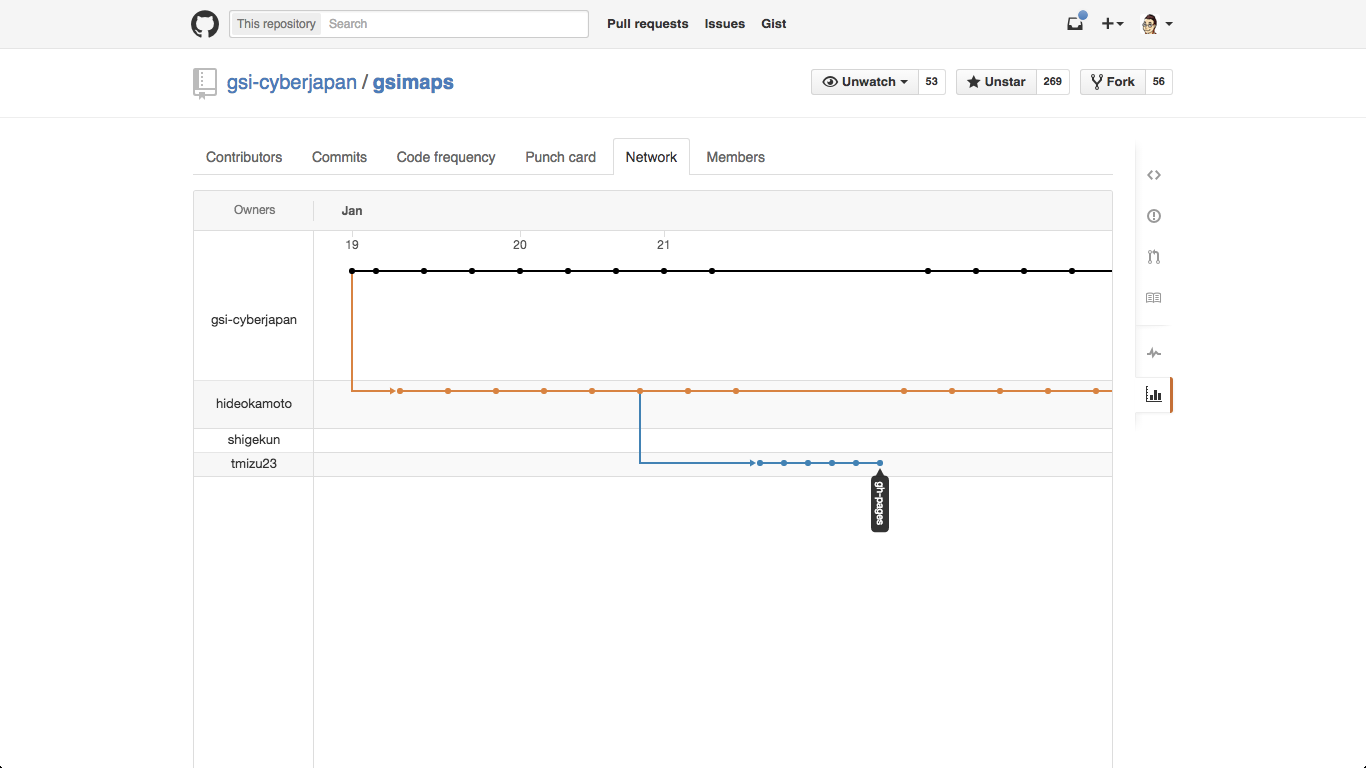 This repository Search Pull requests Issues Gist
gsi-cyberjapan / gsimaps Unwatch 53 Unstar 269 Fork 56
Contributors Commits Code frequency Punch card Network Members
Owners Jan
19 20 21
gsi-cyberjapan
hideokamoto
shigekun
tmizu23
gh-pages